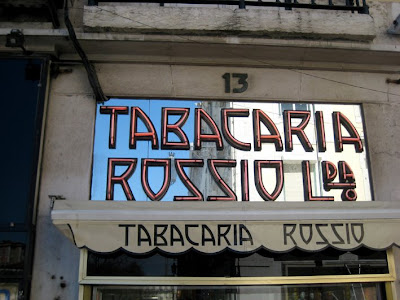 13
TABACARIA
ROSSIO LDA.
TABACARIA ROSSIO